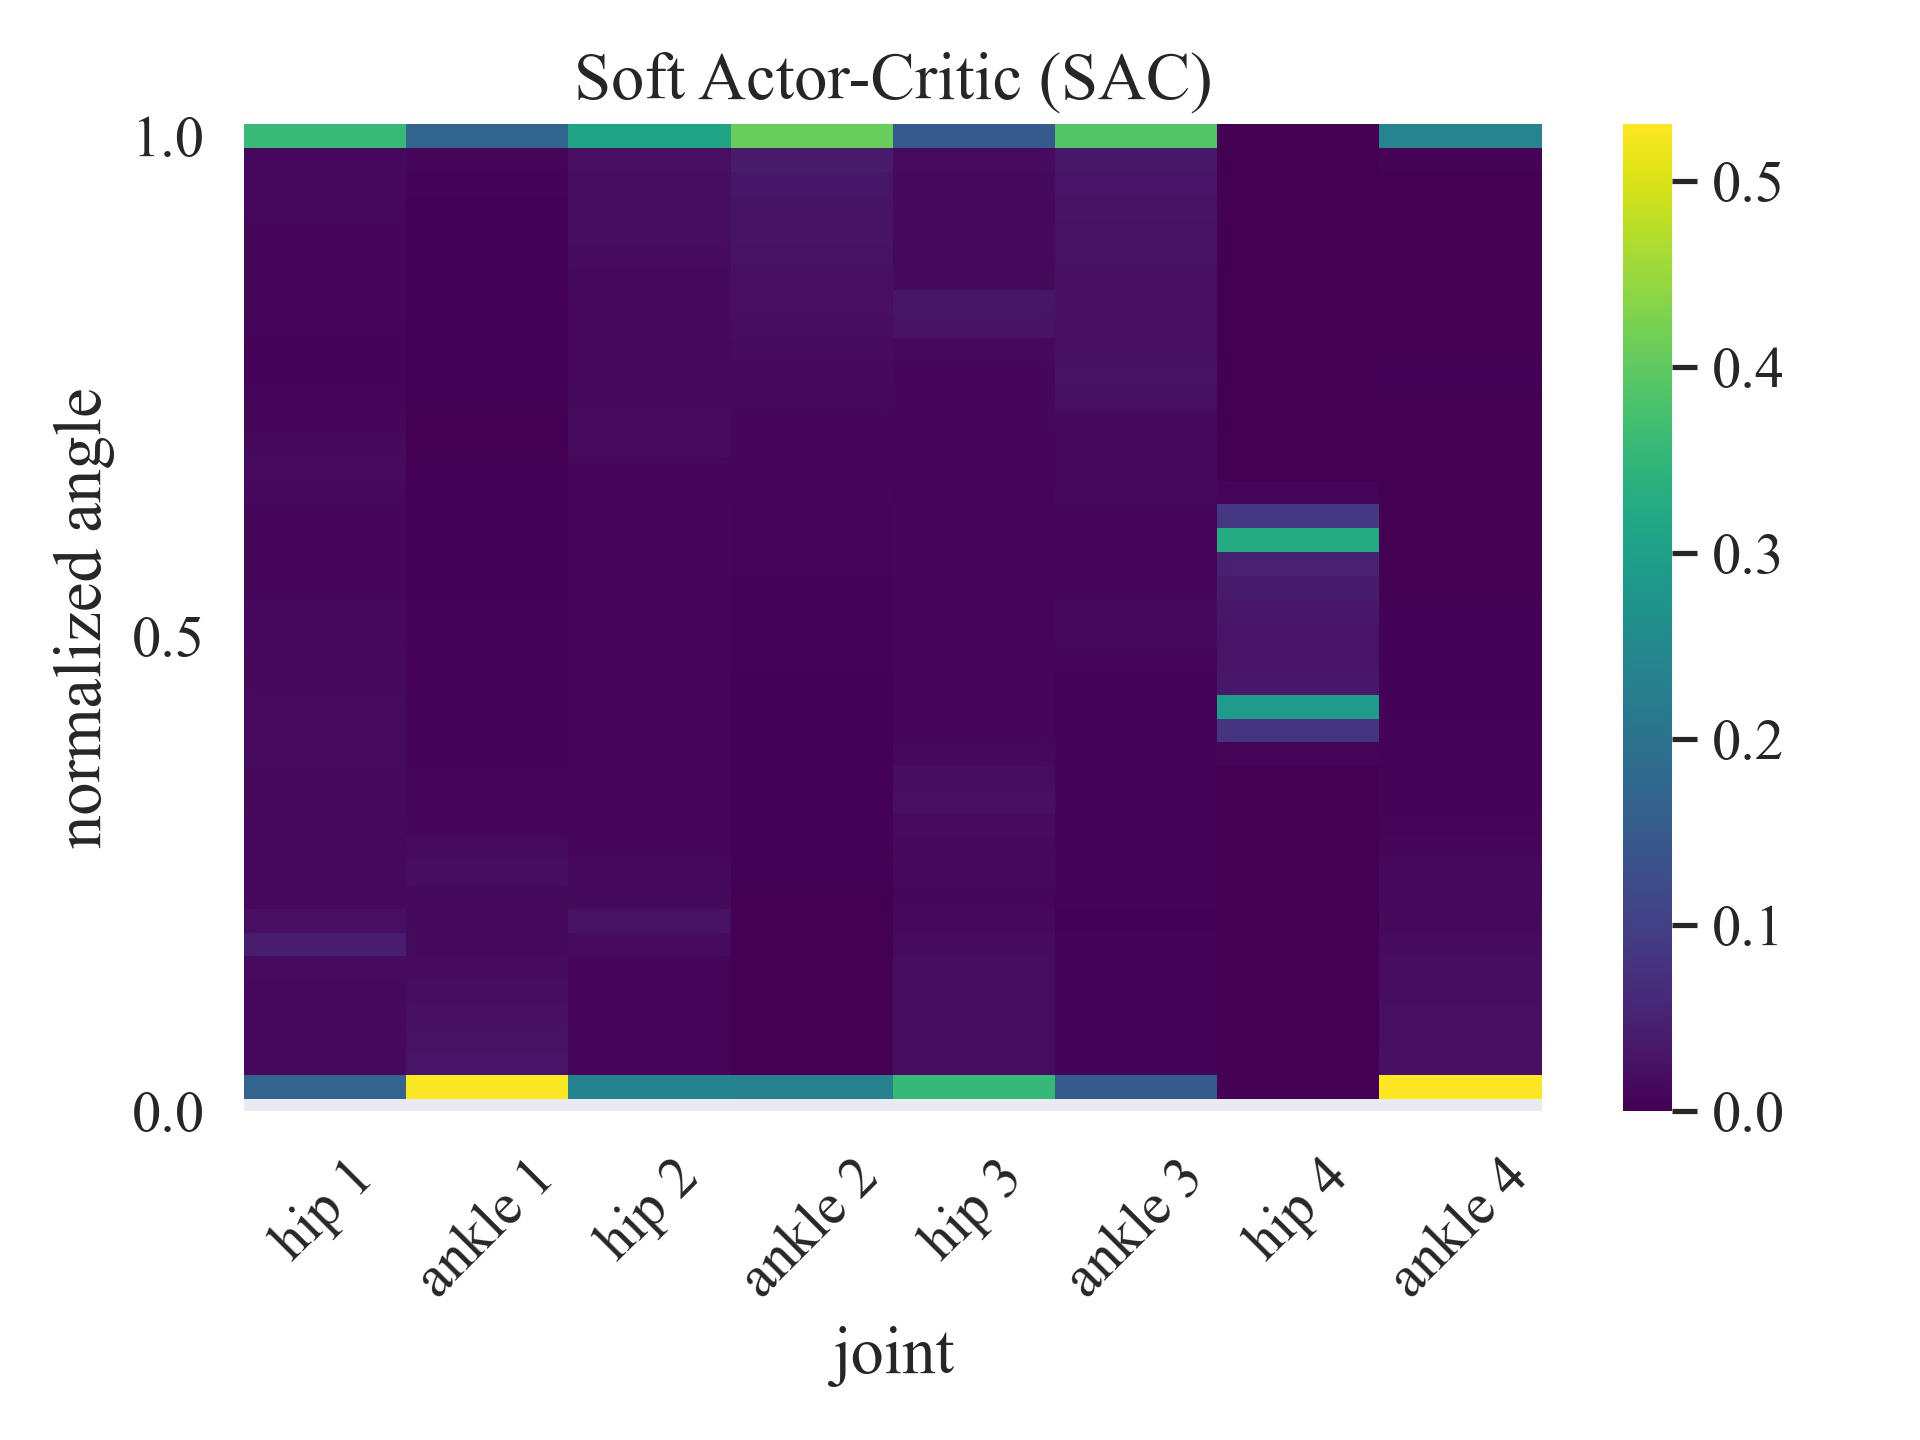 Soft Actor-Critic (SAC)
1.0
0.5
0.0
normalized angle
hip 1
ankle 1
hip 2
ankle 2
hip 3
ankle 3
hip 4
ankle 4
joint
0.5
0.4
0.3
0.2
0.1
0.0